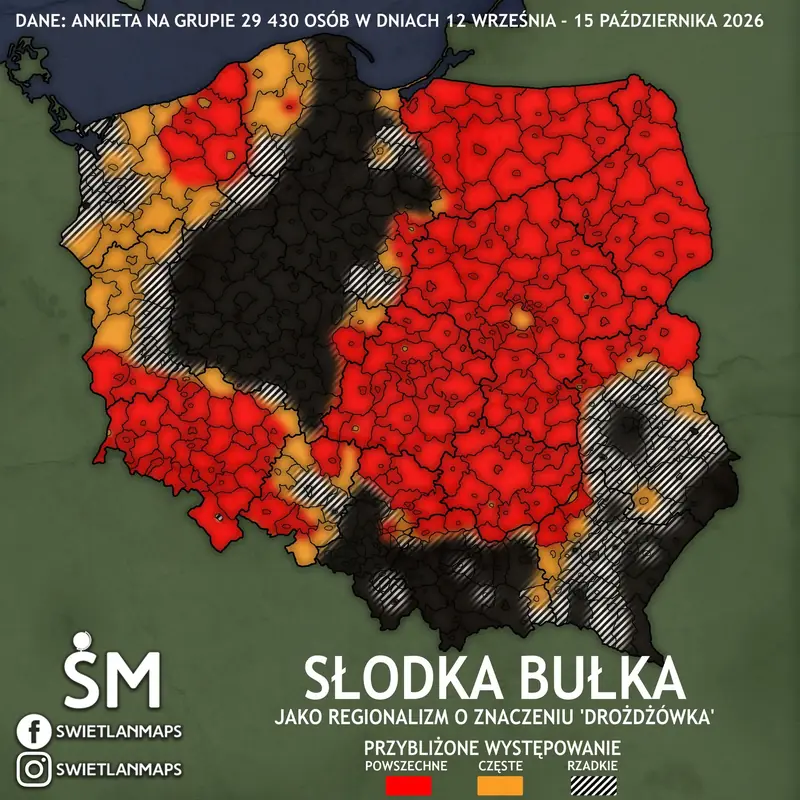 DANE: ANKIETA NA GRUPIE 29 430 OSÓB W DNIACH 12 WRZEŚNIA - 15 PAŹDZIERNIKA 2026
ŚM
SWIETLANMAPS
SWIETLANMAPS
SŁODKA BUŁKA
JAKO REGIONALIZM O ZNACZENIU 'DROŻDŻÓWKA'
PRZYBLIŻONE WYSTĘPOWANIE
POWSZECHNE CZĘSTE RZADKIE